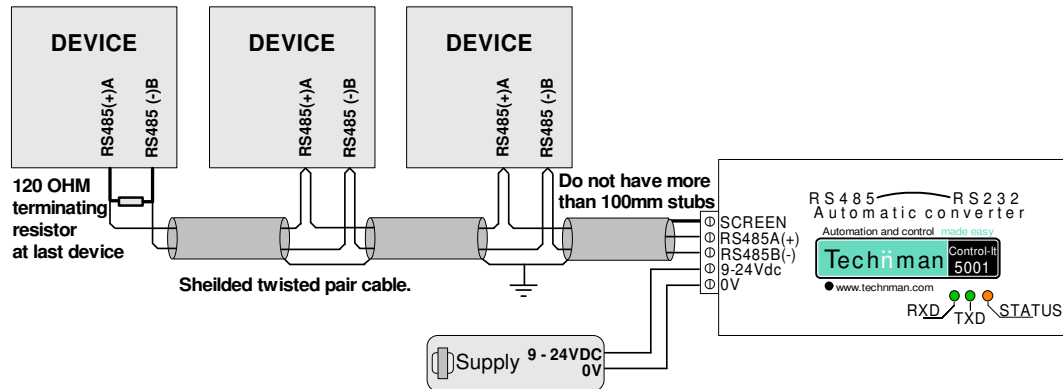 DEVICE
RS485(+)A
RS485 (-)B
DEVICE
RS485(+)A
RS485 (-)B
DEVICE
RS485(+)A
RS485 (-)B
120 OHM
terminating
resistor
at last device
Sheilded twisted pair cable.
Do not have more
than 100mm stubs
SCREEN
RS485A(+)
RS485B(-)
9-24Vdc
0V
RS485 RS232
Automatic converter
Automation and control made easy
Techn̈man
Control-It
5001
www.technman.com
RXD
TXD
STATUS
Supply
9 - 24VDC
0V